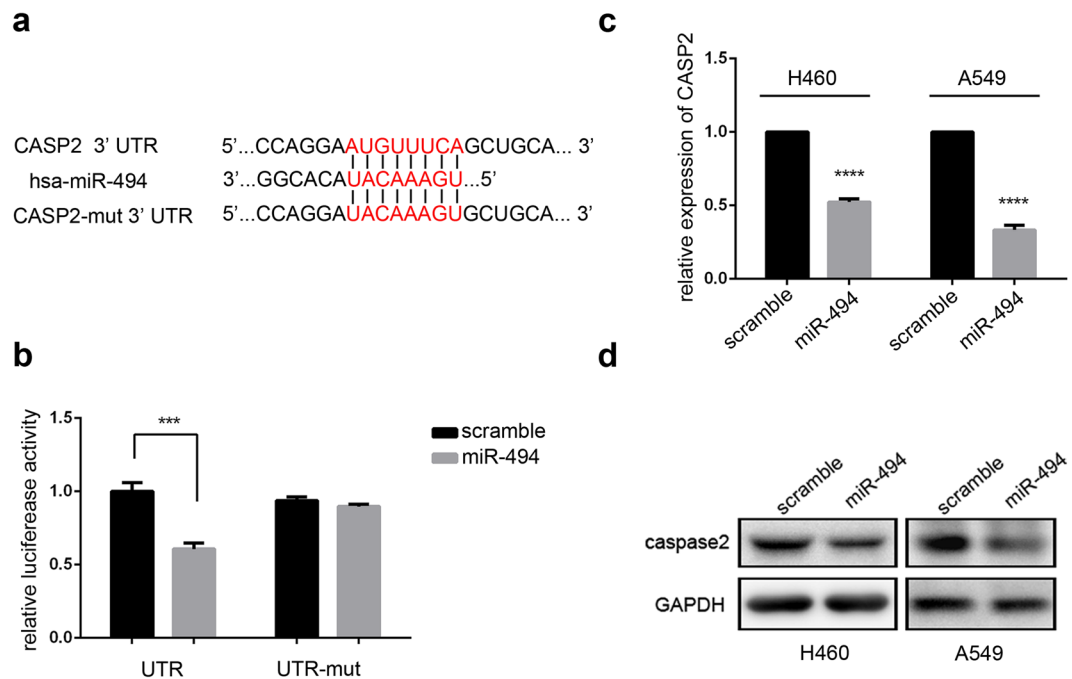 a
CASP2 3' UTR 5'...CCAGGAAUGUUUCAGCUGCA... 3'
hsa-miR-494 3'...GGCACAUACAAAGU...5'
CASP2-mut 3' UTR 5'...CCAGGAUACAAAGUGCUGCA... 3'
b
relative luciferease activity
1.5
1.0
0.5
0.0
***
scramble
miR-494
UTR
UTR-mut
c
relative expression of CASP2
1.5
1.0
0.5
0.0
H460
A549
****
****
scramble
miR-494
scramble
miR-494
d
scramble
miR-494
scramble
miR-494
caspase2
GAPDH
H460
A549